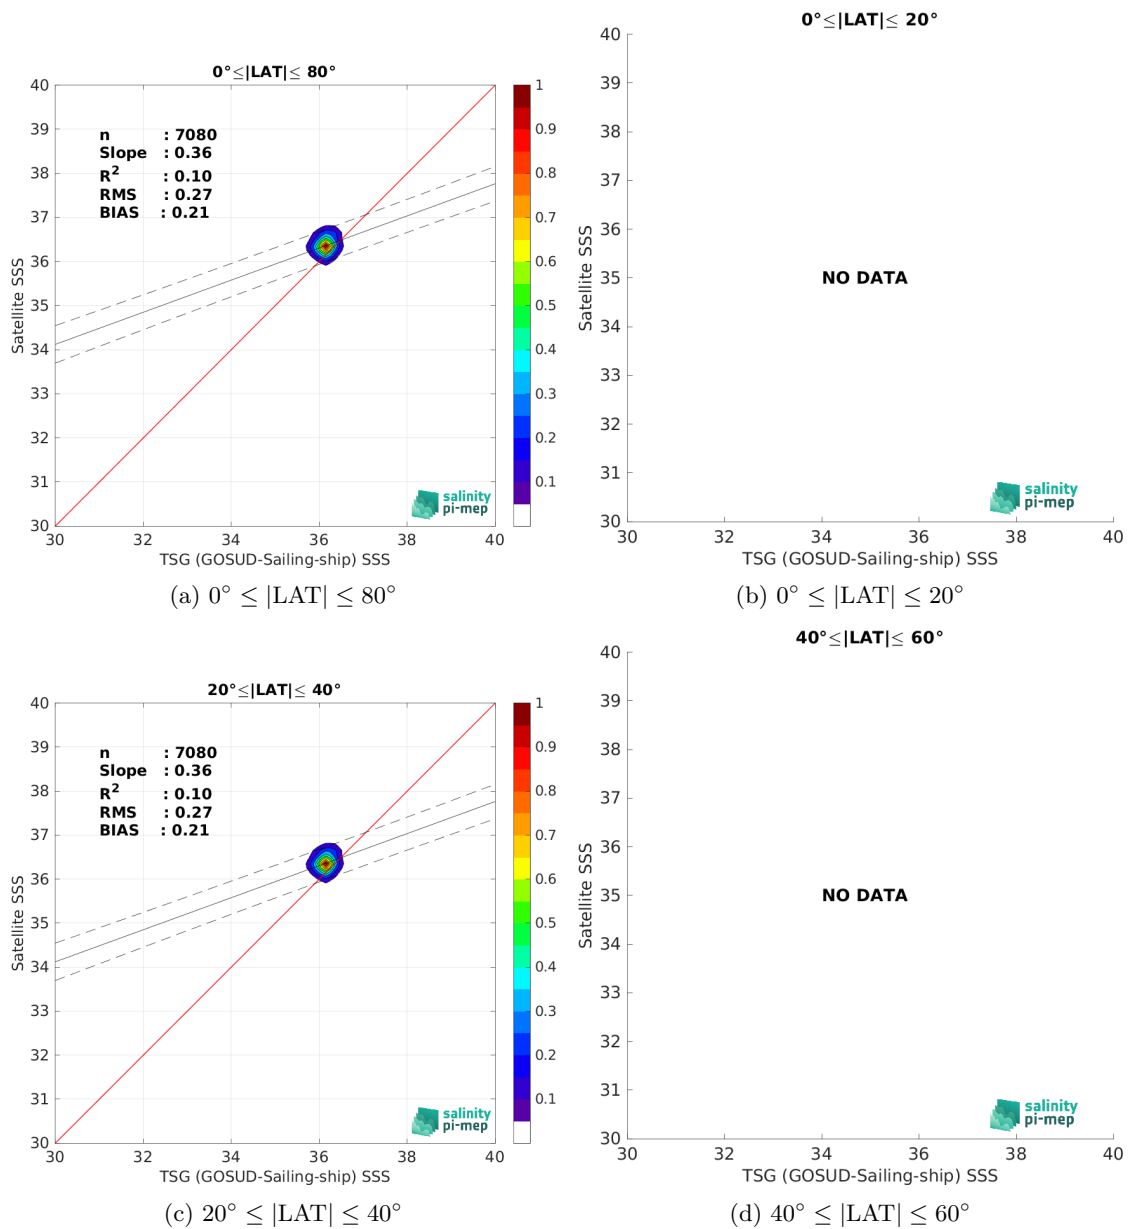 0°≤|LAT|≤ 80°
n : 7080
Slope : 0.36
R² : 0.10
RMS : 0.27
BIAS : 0.21
40
39
38
37
36
35
34
33
32
31
30
30 32 34 36 38 40
Satellite SSS
TSG (GOSUD-Sailing-ship) SSS
1
0.9
0.8
0.7
0.6
0.5
0.4
0.3
0.2
0.1
salinity
pi-mep
(a) 0° ≤ |LAT| ≤ 80°
0°≤|LAT|≤ 20°
40
39
38
37
36
35
34
33
32
31
30
30 32 34 36 38 40
Satellite SSS
NO DATA
TSG (GOSUD-Sailing-ship) SSS
salinity
pi-mep
(b) 0° ≤ |LAT| ≤ 20°
20°≤|LAT|≤ 40°
n : 7080
Slope : 0.36
R² : 0.10
RMS : 0.27
BIAS : 0.21
40
39
38
37
36
35
34
33
32
31
30
30 32 34 36 38 40
Satellite SSS
TSG (GOSUD-Sailing-ship) SSS
1
0.9
0.8
0.7
0.6
0.5
0.4
0.3
0.2
0.1
salinity
pi-mep
(c) 20° ≤ |LAT| ≤ 40°
40°≤|LAT|≤ 60°
40
39
38
37
36
35
34
33
32
31
30
30 32 34 36 38 40
Satellite SSS
NO DATA
TSG (GOSUD-Sailing-ship) SSS
salinity
pi-mep
(d) 40° ≤ |LAT| ≤ 60°